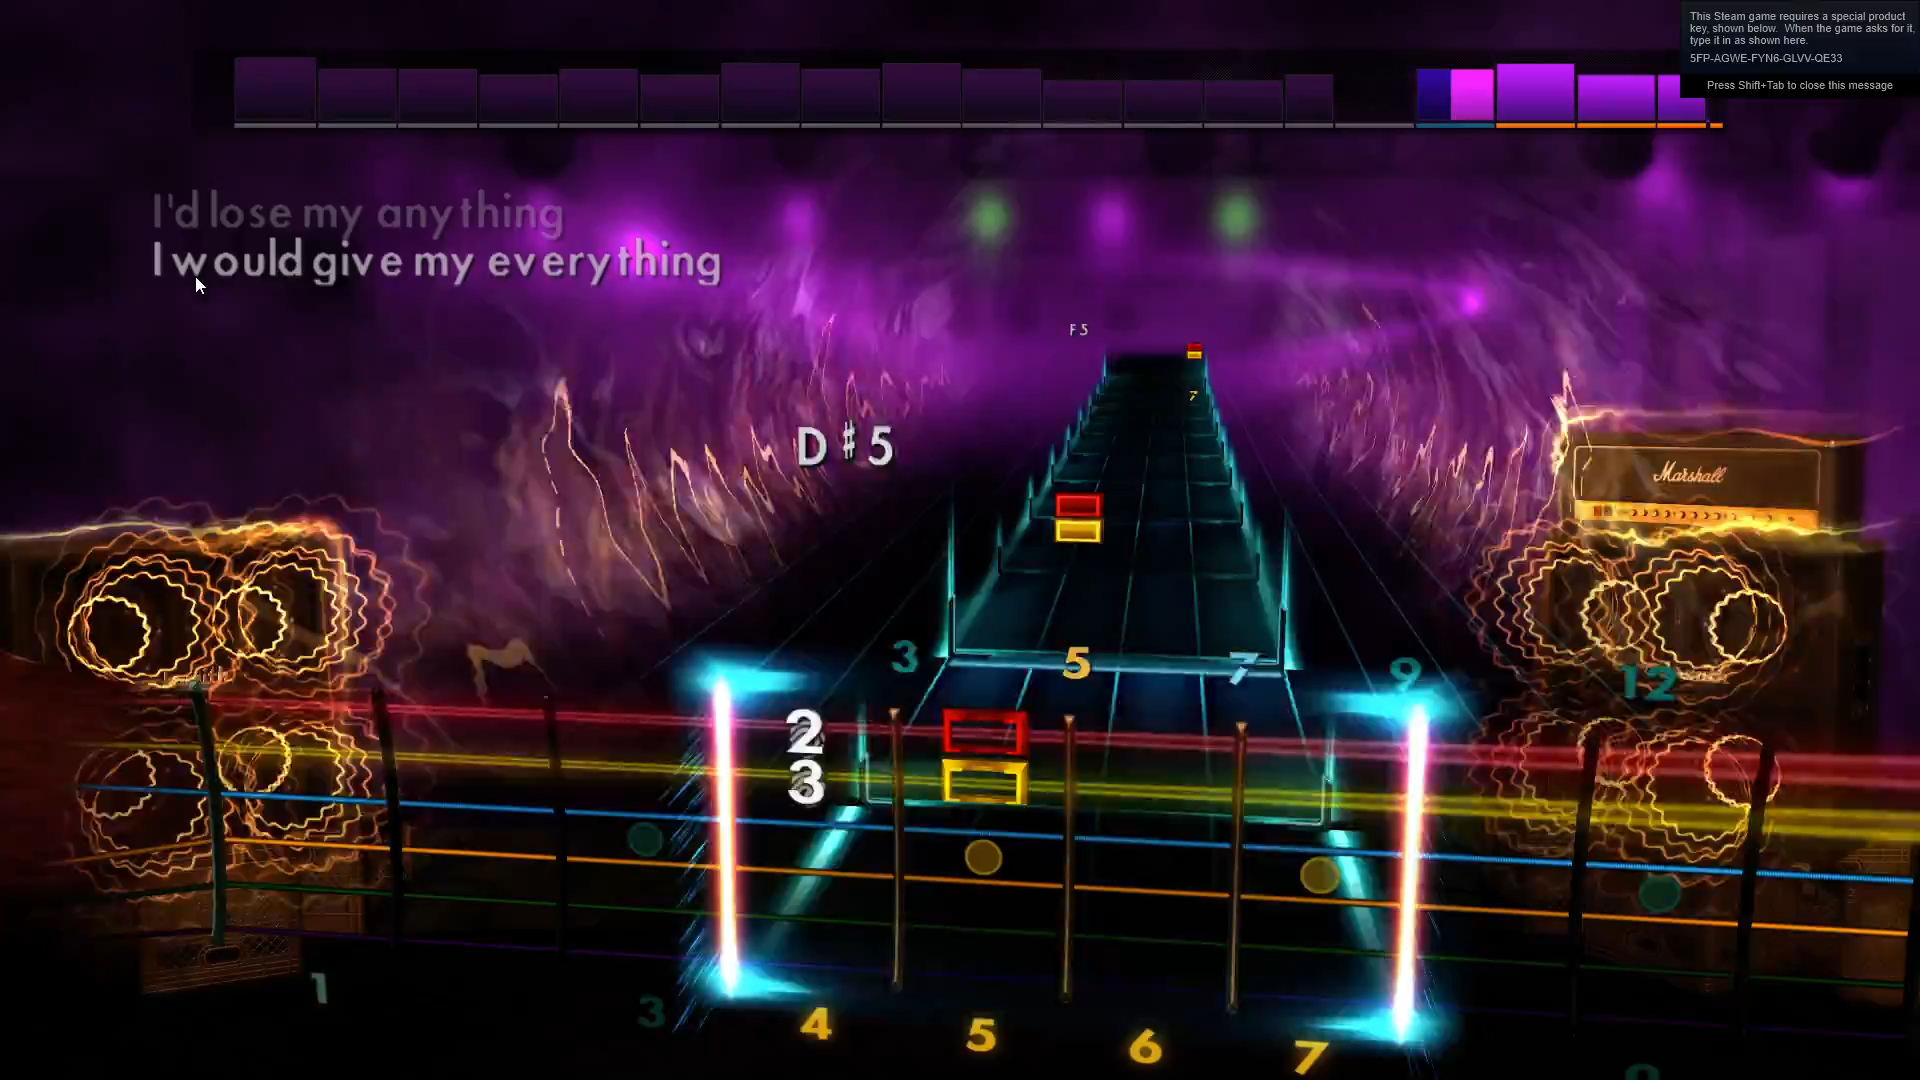 This Steam game requires a special product
key, shown below. When the game asks for it,
type it in as shown here.
5FP-AGWE-FYN6-GLVV-QE33
Press Shift+Tab to close this message
I'd lose my anything
I would give my everything
F5
7
D#5
Marshall
3 5 7 9 12
2
3
1 3 4 5 6 7